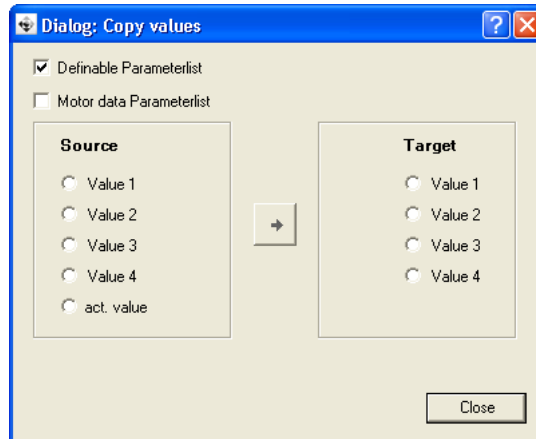 Dialog: Copy values
Definable Parameterlist
Motor data Parameterlist
Source
Value 1
Value 2
Value 3
Value 4
act. value
Target
Value 1
Value 2
Value 3
Value 4
Close